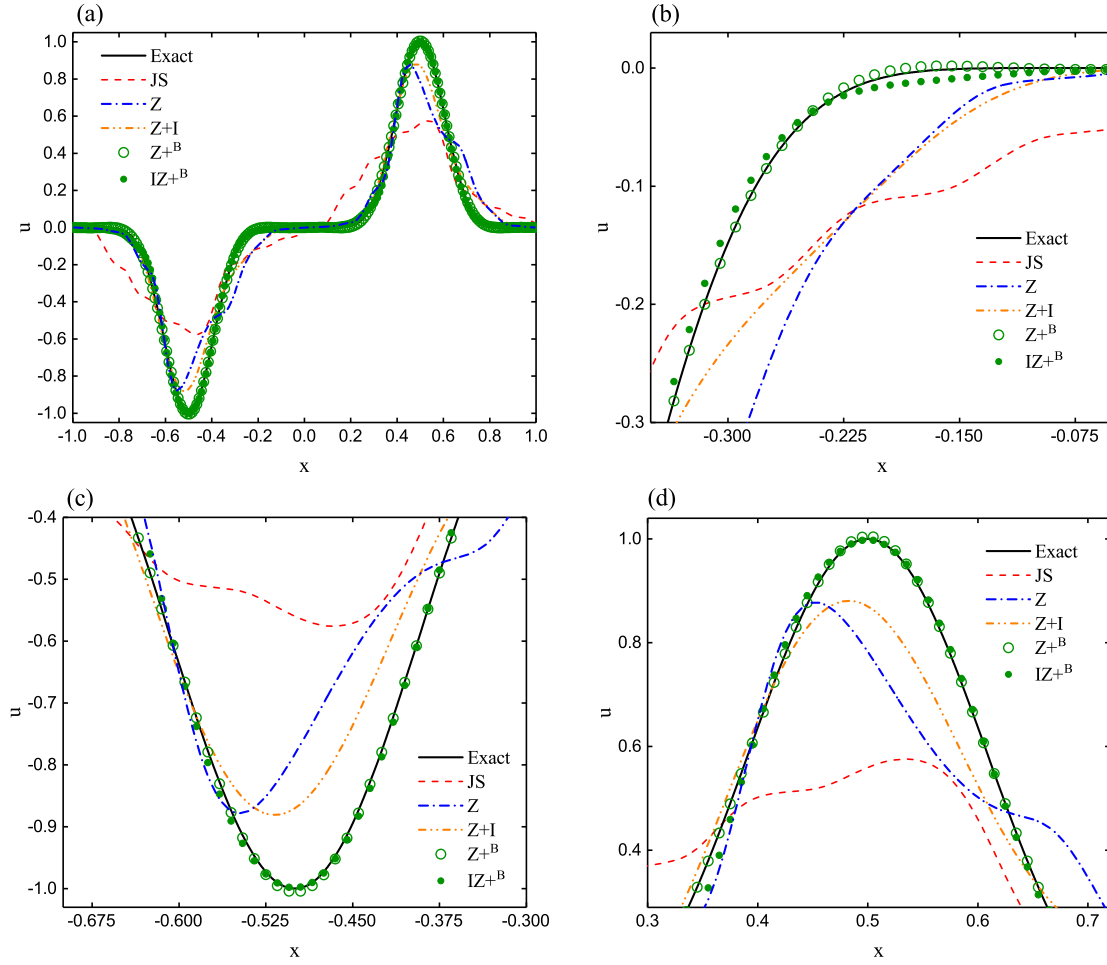 (a)
1.0
0.8
0.6
0.4
0.2
0.0
-0.2
-0.4
-0.6
-0.8
-1.0
u
Exact
JS
Z
Z+I
Z+B
IZ+B
-1.0 -0.8 -0.6 -0.4 -0.2 0.0 0.2 0.4 0.6 0.8 1.0
x
(b)
0.0
-0.1
-0.2
-0.3
u
Exact
JS
Z
Z+I
Z+B
IZ+B
-0.300 -0.225 -0.150 -0.075
x
(c)
-0.4
-0.5
-0.6
-0.7
-0.8
-0.9
-1.0
u
Exact
JS
Z
Z+I
Z+B
IZ+B
-0.675 -0.600 -0.525 -0.450 -0.375 -0.300
x
(d)
1.0
0.8
0.6
0.4
u
Exact
JS
Z
Z+I
Z+B
IZ+B
0.3 0.4 0.5 0.6 0.7
x